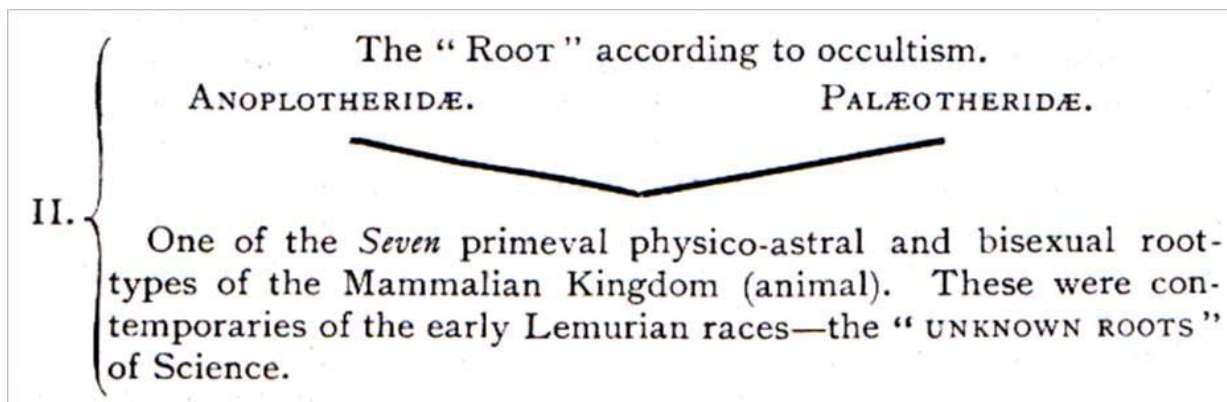 The “ ROOT ” according to occultism.
ANOPLOTHERIDÆ. PALÆOTHERIDÆ.
II.
One of the Seven primeval physico-astral and bisexual root-
types of the Mammalian Kingdom (animal). These were con-
temporaries of the early Lemurian races—the “ UNKNOWN ROOTS ”
of Science.